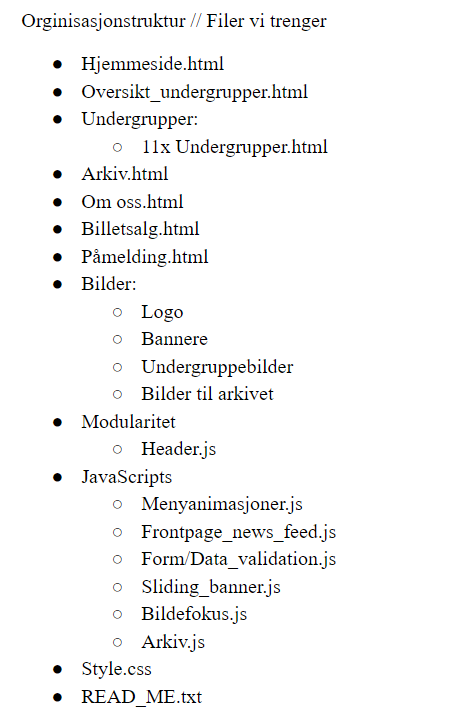 Orginisasjonstruktur // Filer vi trenger
● Hjemmeside.html
● Oversikt_undergrupper.html
● Undergrupper:
○ 11x Undergrupper.html
● Arkiv.html
● Om oss.html
● Billetsalg.html
● Påmelding.html
● Bilder:
○ Logo
○ Bannere
○ Undergruppebilder
○ Bilder til arkivet
● Modularitet
○ Header.js
● JavaScripts
○ Menyanimasjoner.js
○ Frontpage_news_feed.js
○ Form/Data_validation.js
○ Sliding_banner.js
○ Bildefokus.js
○ Arkiv.js
● Style.css
● READ_ME.txt